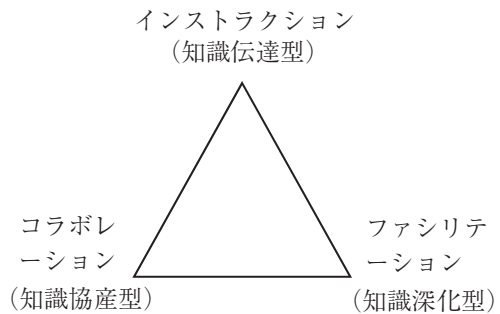 インストラクション
（知識伝達型）
コラボレ
ーション
（知識協産型）
ファシリテ
ーション
（知識深化型）